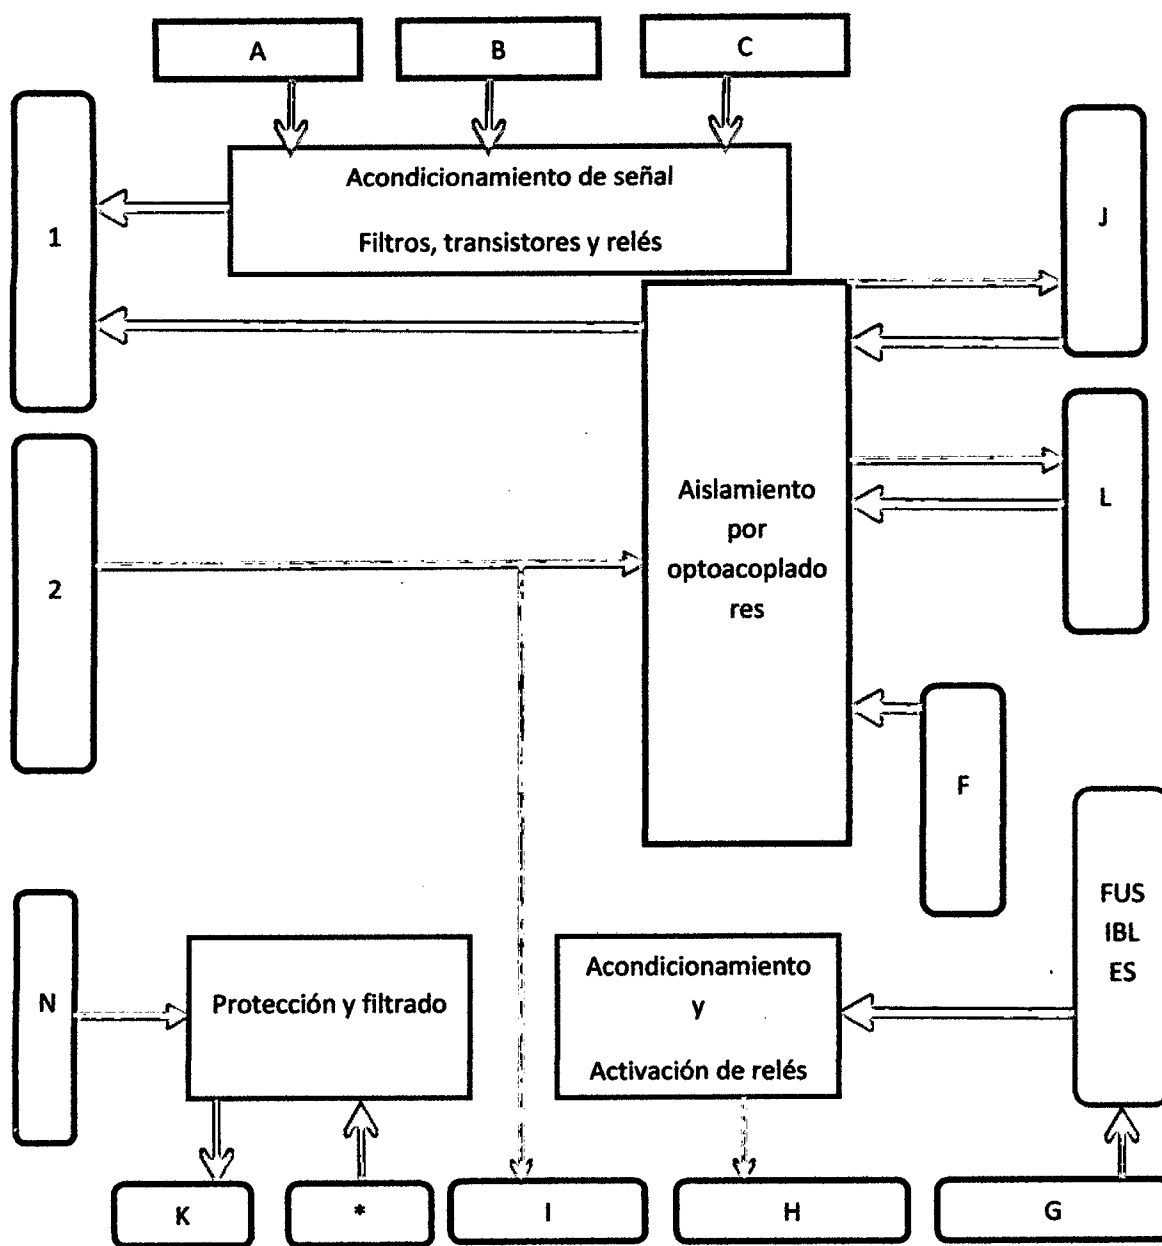 A
B
C
Acondicionamiento de señal
Filtros, transistores y relés
1
J
2
Aislamiento
por
optoacoplado
res
L
F
FUS
IBL
ES
N
Protección y filtrado
Acondicionamiento
y
Activación de relés
K
*
I
H
G